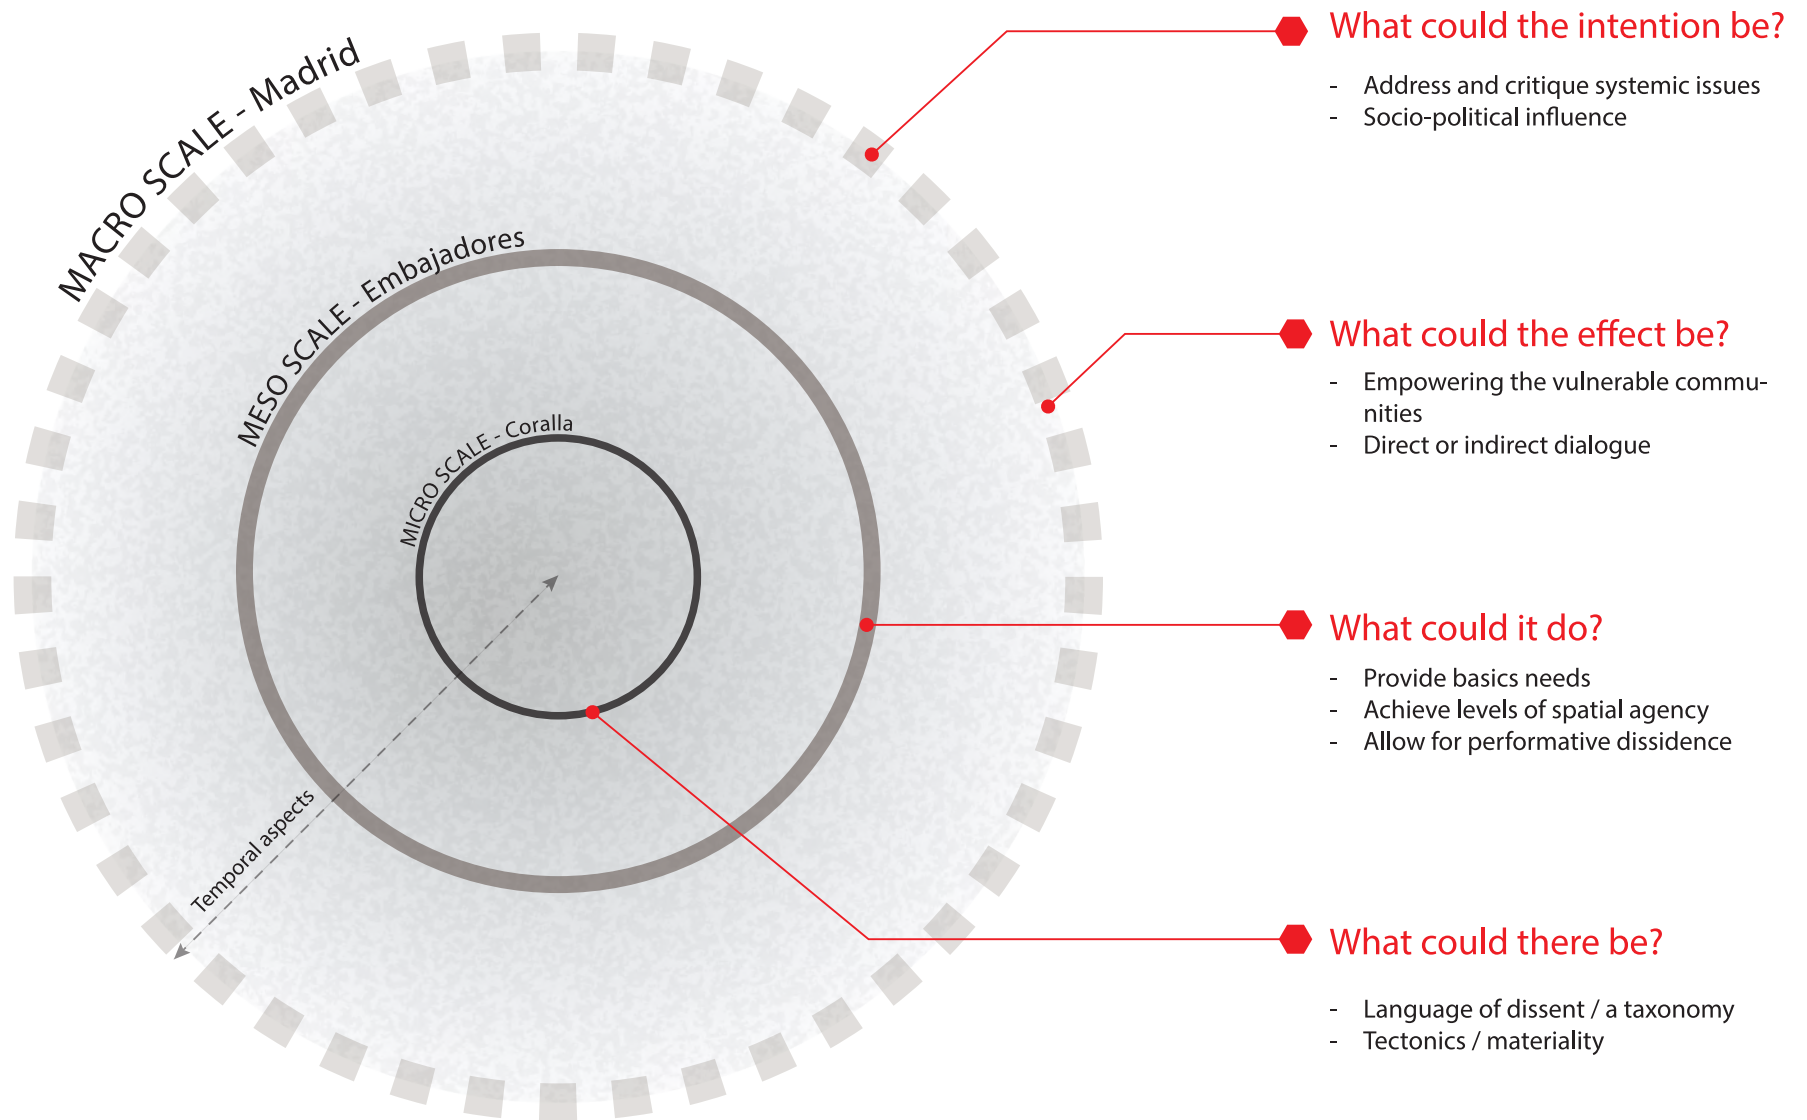 MACRO SCALE - Madrid
MESO SCALE - Embajadores
MICRO SCALE - Coralla
Temporal aspects
What could the intention be?
- Address and critique systemic issues
- Socio-political influence
What could the effect be?
- Empowering the vulnerable commu-
nities
- Direct or indirect dialogue
What could it do?
- Provide basics needs
- Achieve levels of spatial agency
- Allow for performative dissidence
What could there be?
- Language of dissent / a taxonomy
- Tectonics / materiality